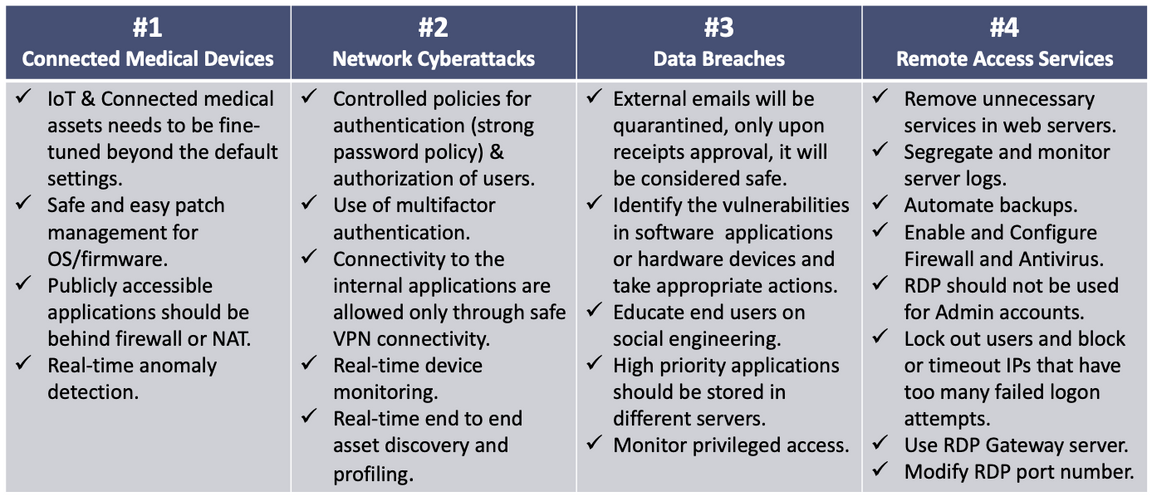 #1
Connected Medical Devices
✓ IoT & Connected medical
assets needs to be fine-
tuned beyond the default
settings.
✓ Safe and easy patch
management for
OS/firmware.
✓ Publicly accessible
applications should be
behind firewall or NAT.
✓ Real-time anomaly
detection.
#2
Network Cyberattacks
✓ Controlled policies for
authentication (strong
password policy) &
authorization of users.
✓ Use of multifactor
authentication.
✓ Connectivity to the
internal applications are
allowed only through safe
VPN connectivity.
✓ Real-time device
monitoring.
✓ Real-time end to end
asset discovery and
profiling.
#3
Data Breaches
✓ External emails will be
quarantined, only upon
receipts approval, it will
be considered safe.
✓ Identify the vulnerabilities
in software applications
or hardware devices and
take appropriate actions.
✓ Educate end users on
social engineering.
✓ High priority applications
should be stored in
different servers.
✓ Monitor privileged access.
#4
Remote Access Services
✓ Remove unnecessary
services in web servers.
✓ Segregate and monitor
server logs.
✓ Automate backups.
✓ Enable and Configure
Firewall and Antivirus.
✓ RDP should not be used
for Admin accounts.
✓ Lock out users and block
or timeout IPs that have
too many failed logon
attempts.
✓ Use RDP Gateway server.
✓ Modify RDP port number.